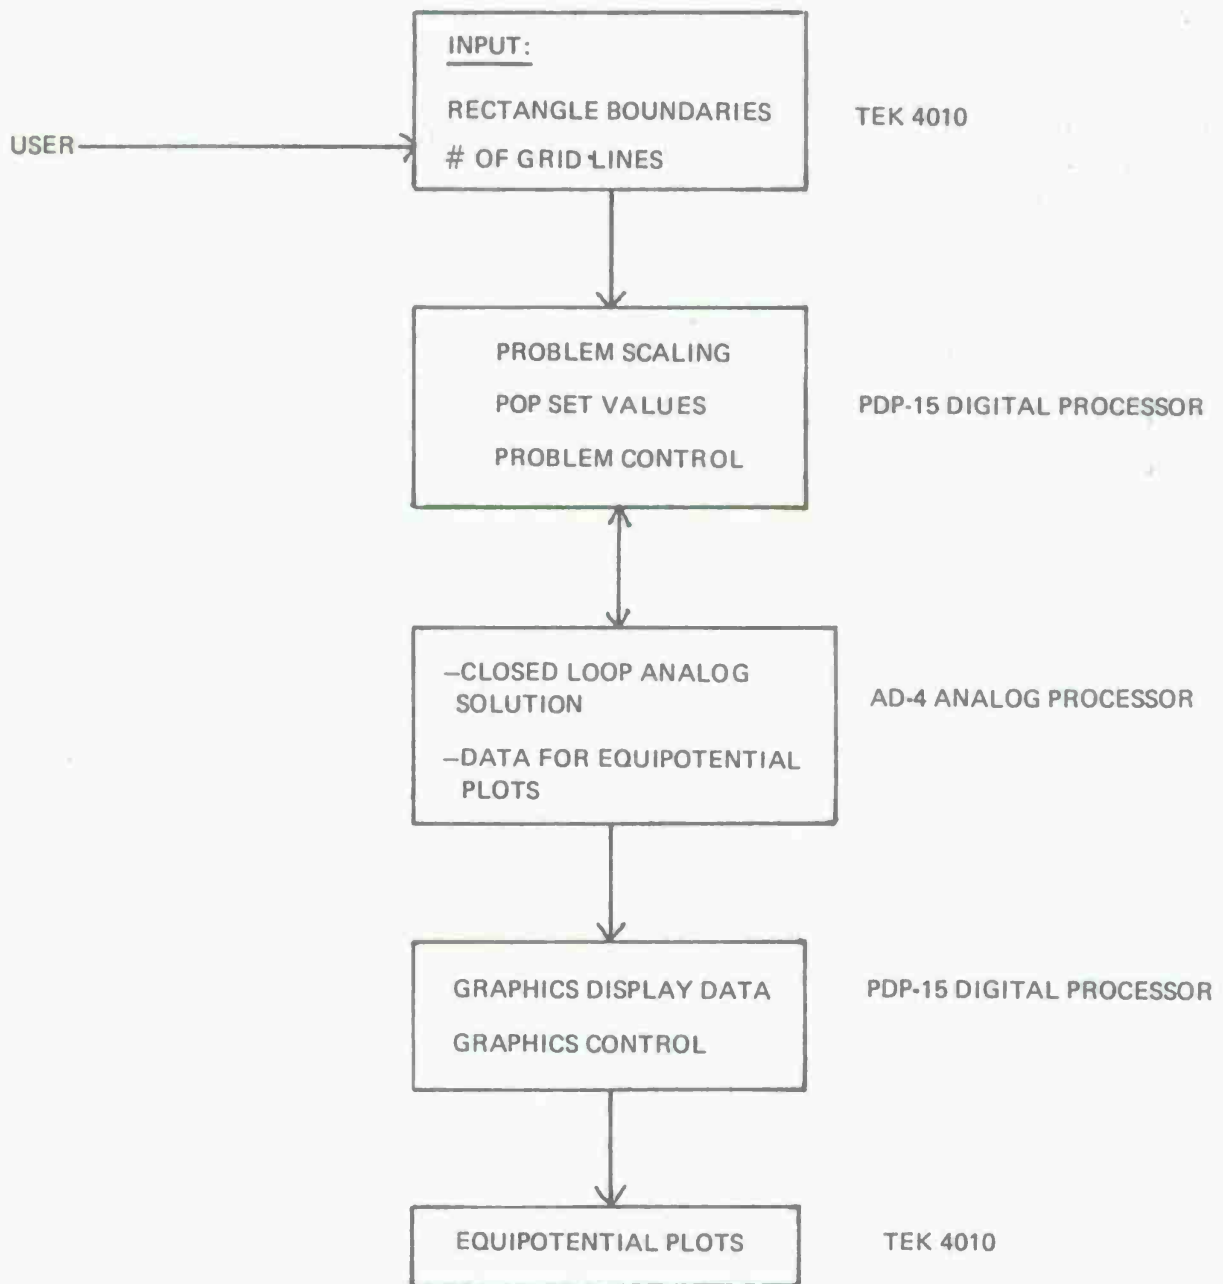 INPUT:
RECTANGLE BOUNDARIES
# OF GRID LINES
TEK 4010
USER
PROBLEM SCALING
POP SET VALUES
PROBLEM CONTROL
PDP-15 DIGITAL PROCESSOR
–CLOSED LOOP ANALOG
SOLUTION
–DATA FOR EQUIPOTENTIAL
PLOTS
AD-4 ANALOG PROCESSOR
GRAPHICS DISPLAY DATA
GRAPHICS CONTROL
PDP-15 DIGITAL PROCESSOR
EQUIPOTENTIAL PLOTS
TEK 4010